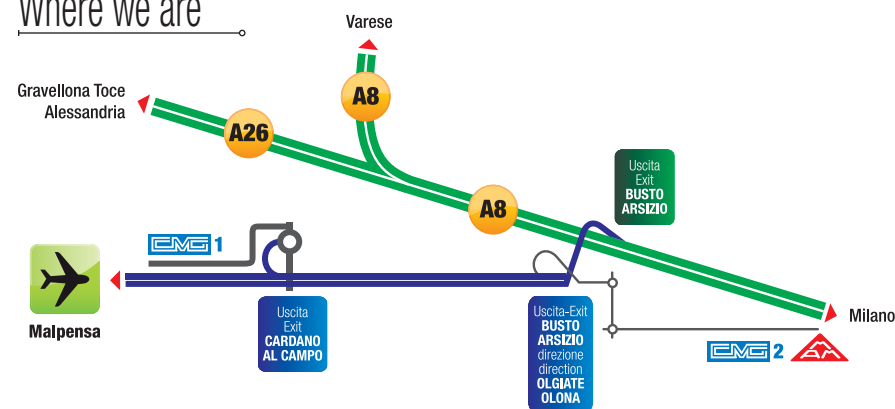 Where we are
Varese
Gravellona Toce
Alessandria
A8
A26
Uscita
Exit
BUSTO
ARSIZIO
A8
CMG 1
Malpensa
Uscita
Exit
CARDANO
AL CAMPO
Uscita-Exit
BUSTO
ARSIZIO
direzione
direction
OLGIATE
OLONA
Milano
CMG 2
MAM